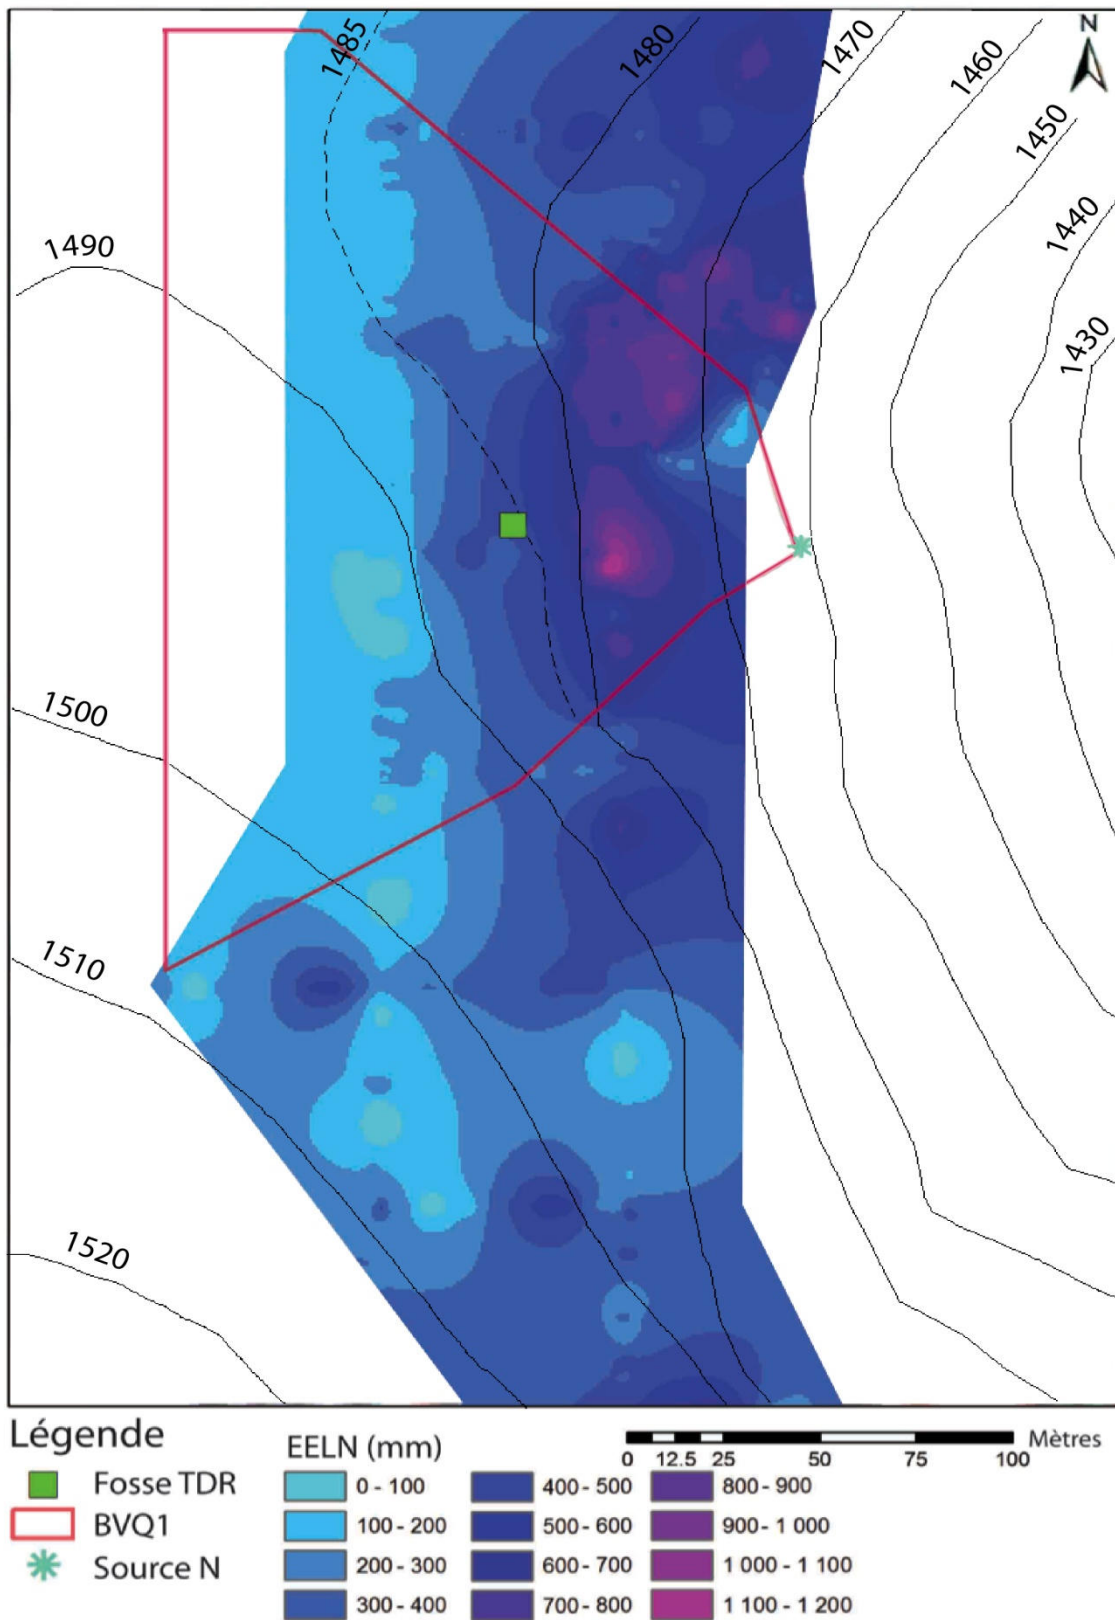 N
1485
1480
1470
1460
1450
1440
1430
1490
1500
1510
1520
Légende
Fosse TDR
BVQ1
Source N
EELN (mm)
0 - 100
100 - 200
200 - 300
300 - 400
400 - 500
500 - 600
600 - 700
700 - 800
800 - 900
900 - 1 000
1 000 - 1 100
1 100 - 1 200
Mètres
0 12.5 25 50 75 100